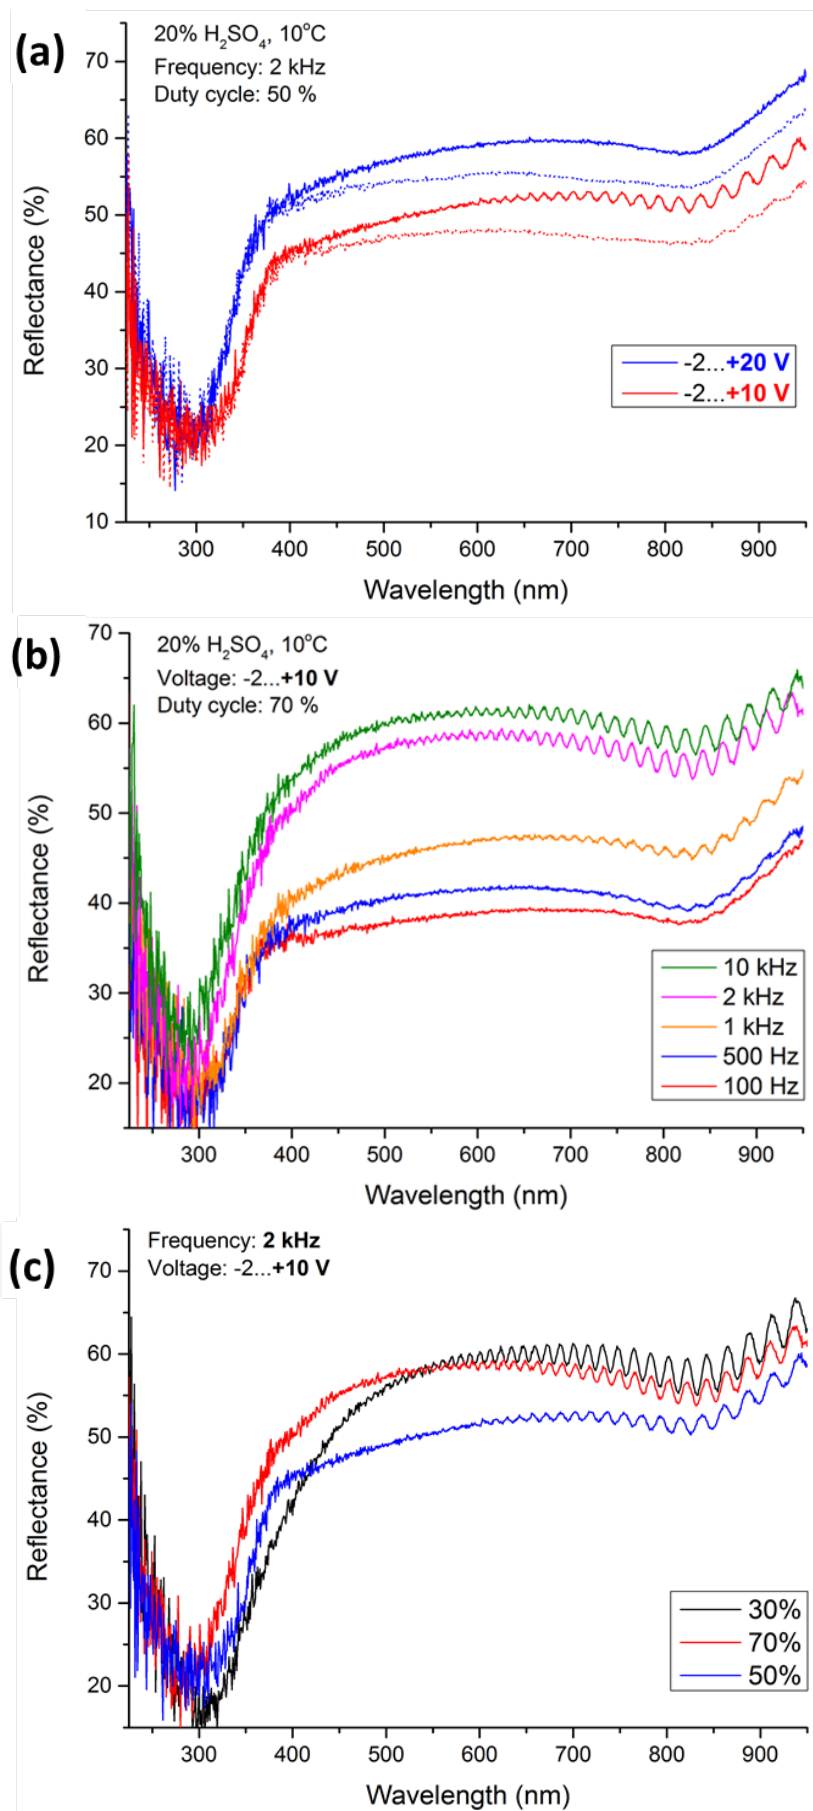 (a)
20% H₂SO₄, 10°C
Frequency: 2 kHz
Duty cycle: 50 %
70
60
50
40
30
20
10
Reflectance (%)
-2...+20 V
-2...+10 V
300 400 500 600 700 800 900
Wavelength (nm)
(b)
20% H₂SO₄, 10°C
Voltage: -2...+10 V
Duty cycle: 70 %
70
60
50
40
30
20
Reflectance (%)
10 kHz
2 kHz
1 kHz
500 Hz
100 Hz
300 400 500 600 700 800 900
Wavelength (nm)
(c)
Frequency: 2 kHz
Voltage: -2...+10 V
70
60
50
40
30
20
Reflectance (%)
30%
70%
50%
300 400 500 600 700 800 900
Wavelength (nm)